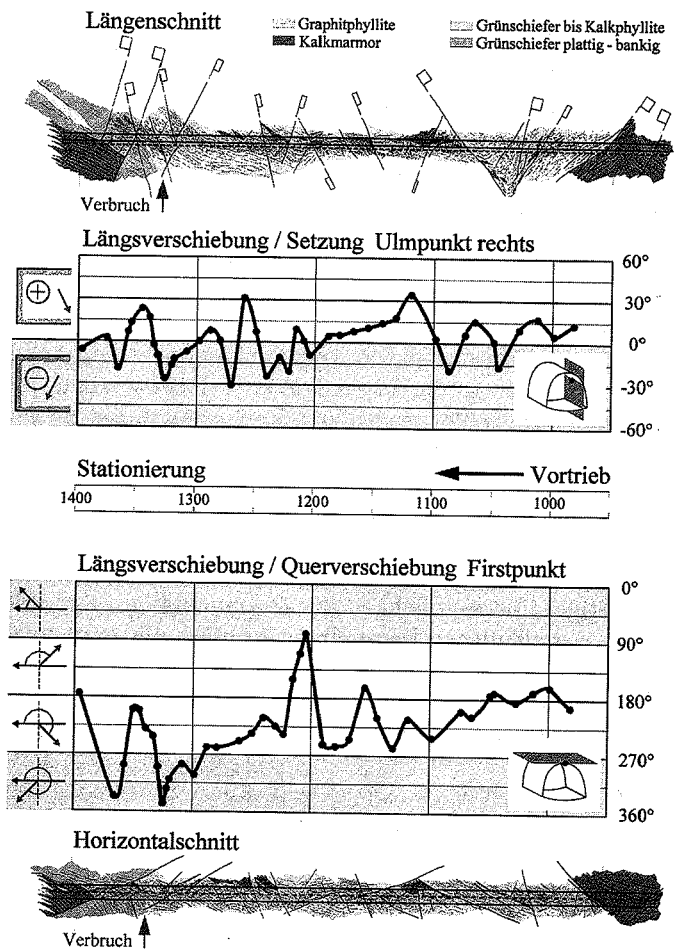 Längenschnitt
Graphitphyllite
Kalkmarmor
Grünschiefer bis Kalkphyllite
Grünschiefer plattig - bankig
Verbruch
Längsverschiebung / Setzung Ulmpunkt rechts
60°
30°
0°
-30°
-60°
Stationierung
Vortrieb
1400 1300 1200 1100 1000
Längsverschiebung / Querverschiebung Firstpunkt
0°
90°
180°
270°
360°
Horizontalschnitt
Verbruch